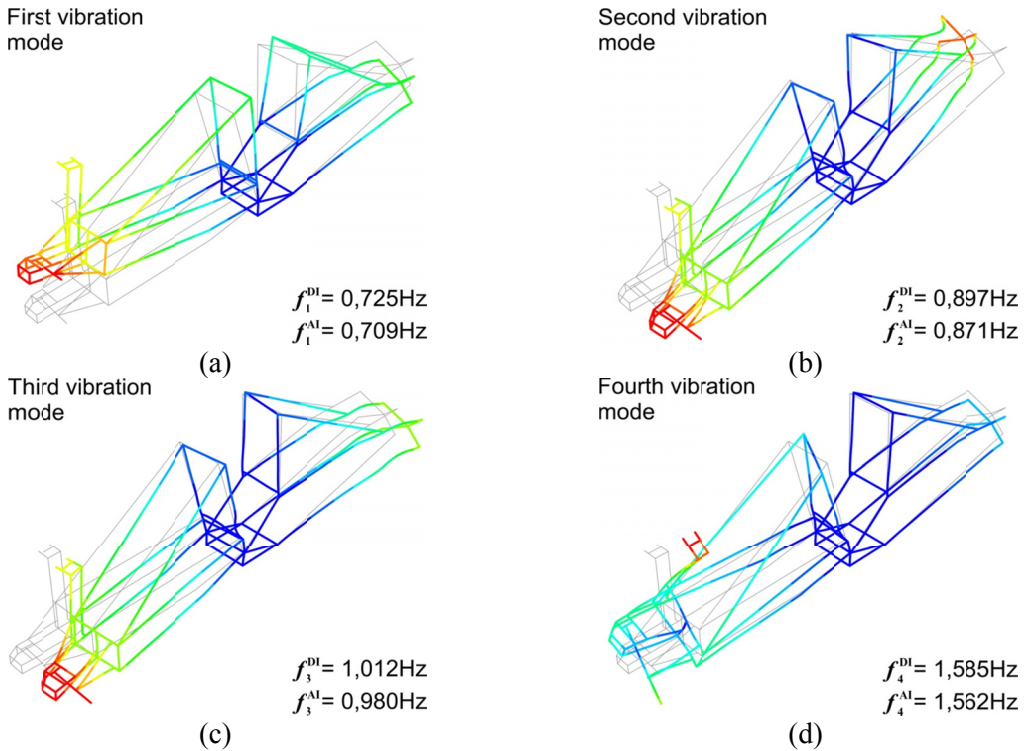 First vibration
mode
f₁ᴰᴵ = 0,725Hz
f₁ᴬᴵ = 0,709Hz
(a)
Second vibration
mode
f₂ᴰᴵ = 0,897Hz
f₂ᴬᴵ = 0,871Hz
(b)
Third vibration
mode
f₃ᴰᴵ = 1,012Hz
f₃ᴬᴵ = 0,980Hz
(c)
Fourth vibration
mode
f₄ᴰᴵ = 1,585Hz
f₄ᴬᴵ = 1,562Hz
(d)